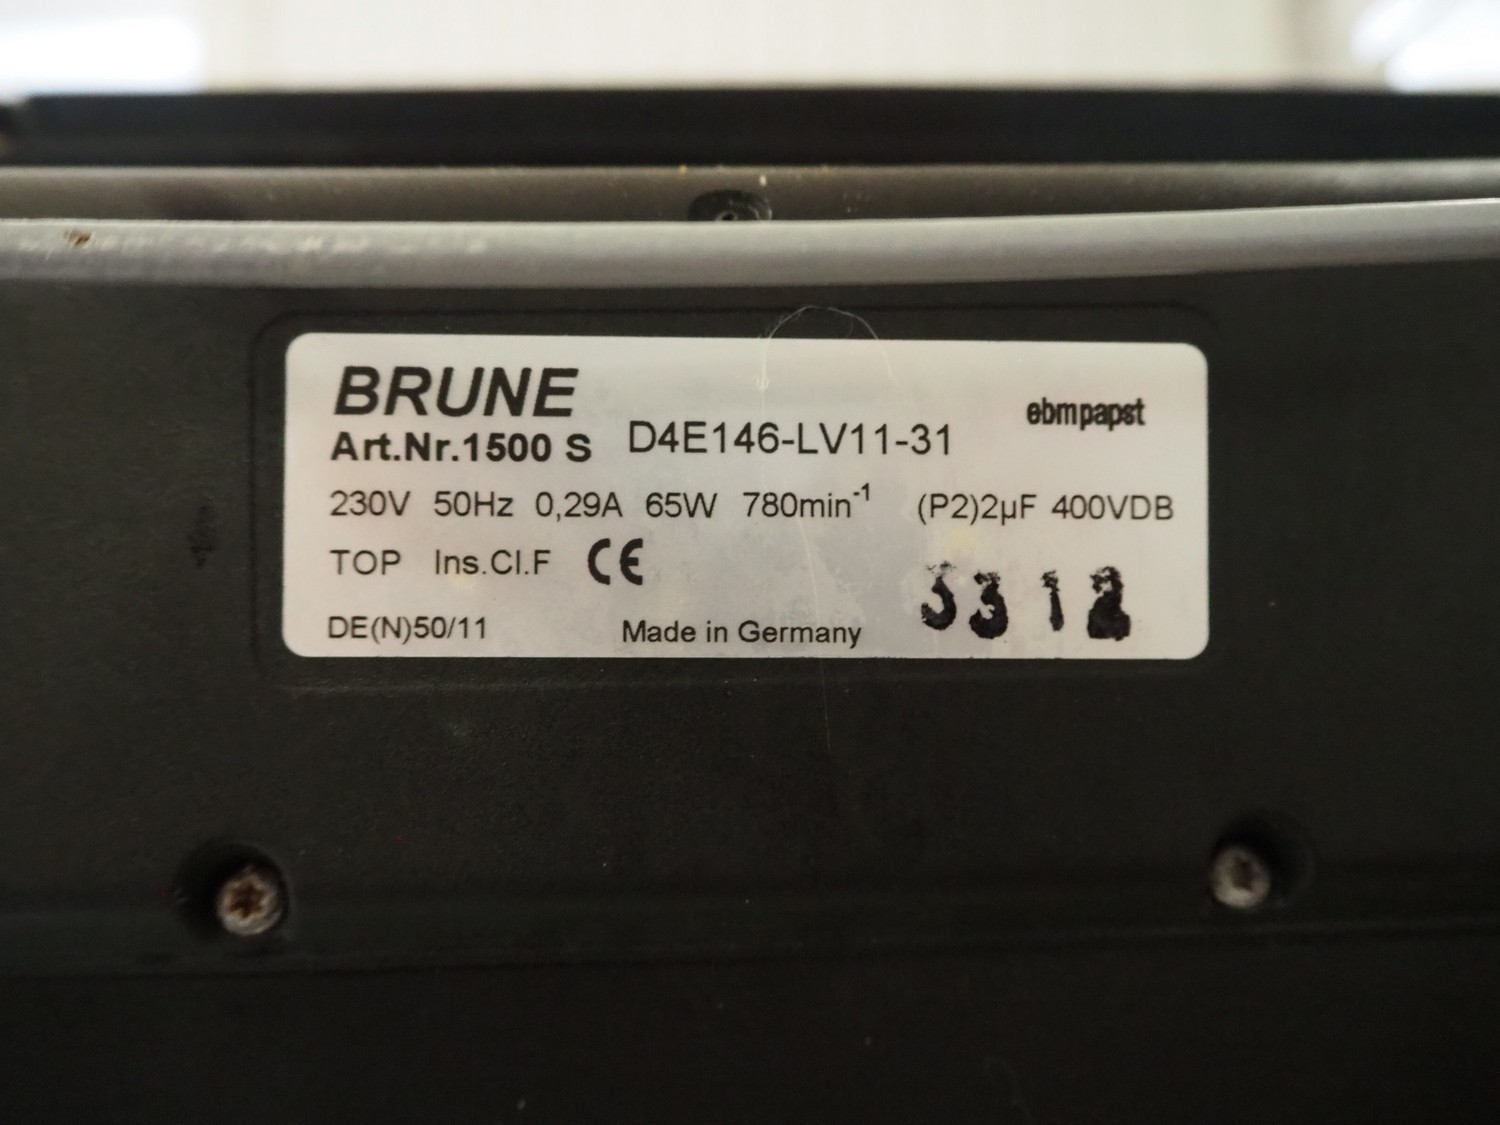 BRUNE
ebmpapst
Art.Nr.1500 S D4E146-LV11-31
230V 50Hz 0,29A 65W 780min-1 (P2)2µF 400VDB
TOP Ins.Cl.F CE
3312
DE(N)50/11 Made in Germany